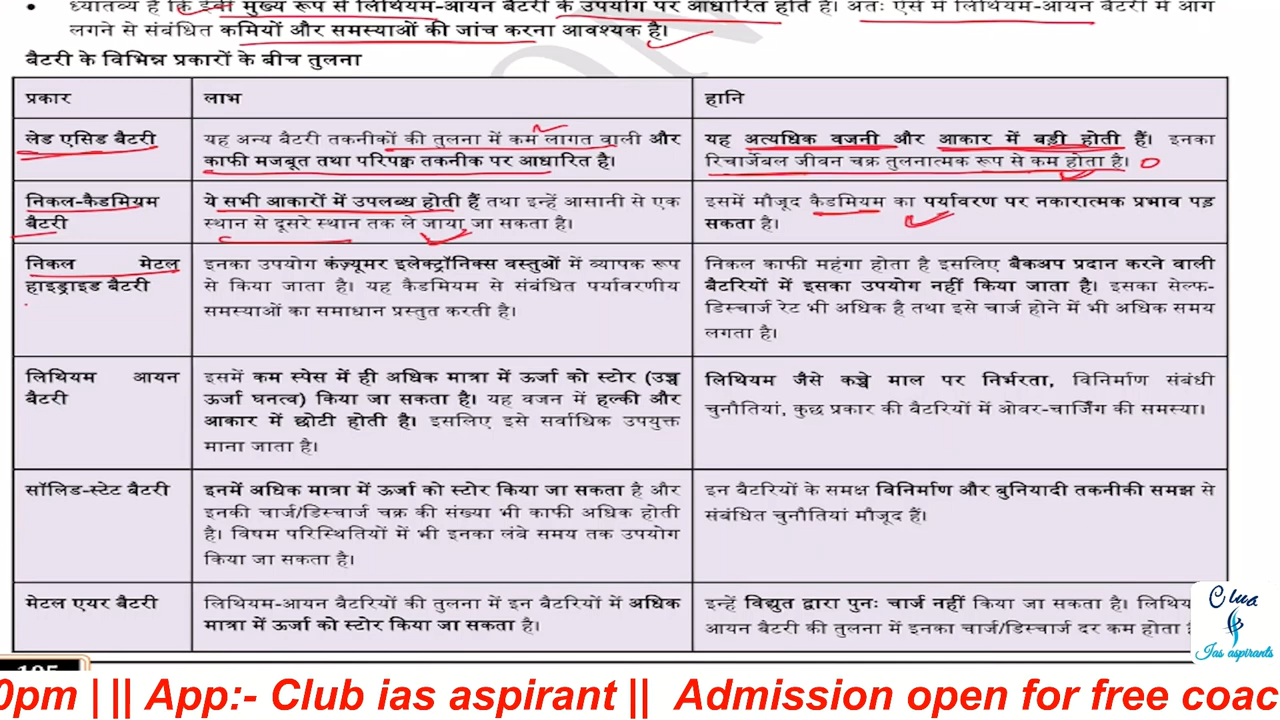 ध्यातव्य है कि इवी मुख्य रूप से लिथियम-आयन बैटरी के उपयोग पर आधारित होते हैं। अतः ऐसे में लिथियम-आयन बैटरी में आग
लगने से संबंधित कमियों और समस्याओं की जांच करना आवश्यक है।
बैटरी के विभिन्न प्रकारों के बीच तुलना
प्रकार लाभ हानि
लेड एसिड बैटरी
यह अन्य बैटरी तकनीकों की तुलना में कम लागत वाली और
काफी मजबूत तथा परिपक्व तकनीक पर आधारित है।
यह अत्यधिक वजनी और आकार में बड़ी होती हैं। इनका
रिचार्जेबल जीवन चक्र तुलनात्मक रूप से कम होता है।
निकल-कैडमियम
बैटरी
ये सभी आकारों में उपलब्ध होती हैं तथा इन्हें आसानी से एक
स्थान से दूसरे स्थान तक ले जाया जा सकता है।
इसमें मौजूद कैडमियम का पर्यावरण पर नकारात्मक प्रभाव पड़
सकता है।
निकल मेटल
हाइड्राइड बैटरी
इनका उपयोग कंज़्यूमर इलेक्ट्रॉनिक्स वस्तुओं में व्यापक रूप
से किया जाता है। यह कैडमियम से संबंधित पर्यावरणीय
समस्याओं का समाधान प्रस्तुत करती है।
निकल काफी महंगा होता है इसलिए बैकअप प्रदान करने वाली
बैटरियों में इसका उपयोग नहीं किया जाता है। इसका सेल्फ-
डिस्चार्ज रेट भी अधिक है तथा इसे चार्ज होने में भी अधिक समय
लगता है।
लिथियम आयन
बैटरी
इसमें कम स्पेस में ही अधिक मात्रा में ऊर्जा को स्टोर (उच्च
ऊर्जा घनत्व) किया जा सकता है। यह वजन में हल्की और
आकार में छोटी होती है। इसलिए इसे सर्वाधिक उपयुक्त
माना जाता है।
लिथियम जैसे कच्चे माल पर निर्भरता, विनिर्माण संबंधी
चुनौतियां, कुछ प्रकार की बैटरियों में ओवर-चार्जिंग की समस्या।
सॉलिड-स्टेट बैटरी
इनमें अधिक मात्रा में ऊर्जा को स्टोर किया जा सकता है और
इनकी चार्ज/डिस्चार्ज चक्र की संख्या भी काफी अधिक होती
है। विषम परिस्थितियों में भी इनका लंबे समय तक उपयोग
किया जा सकता है।
इन बैटरियों के समक्ष विनिर्माण और बुनियादी तकनीकी समझ से
संबंधित चुनौतियां मौजूद हैं।
मेटल एयर बैटरी
लिथियम-आयन बैटरियों की तुलना में इन बैटरियों में अधिक
मात्रा में ऊर्जा को स्टोर किया जा सकता है।
इन्हें विद्युत द्वारा पुनः चार्ज नहीं किया जा सकता है।
आयन बैटरी की तुलना में इनका चार्ज/डिस्चार्ज दर कम होता
Club
Ias aspirants
0pm | || App:- Club ias aspirant || Admission open for free coac